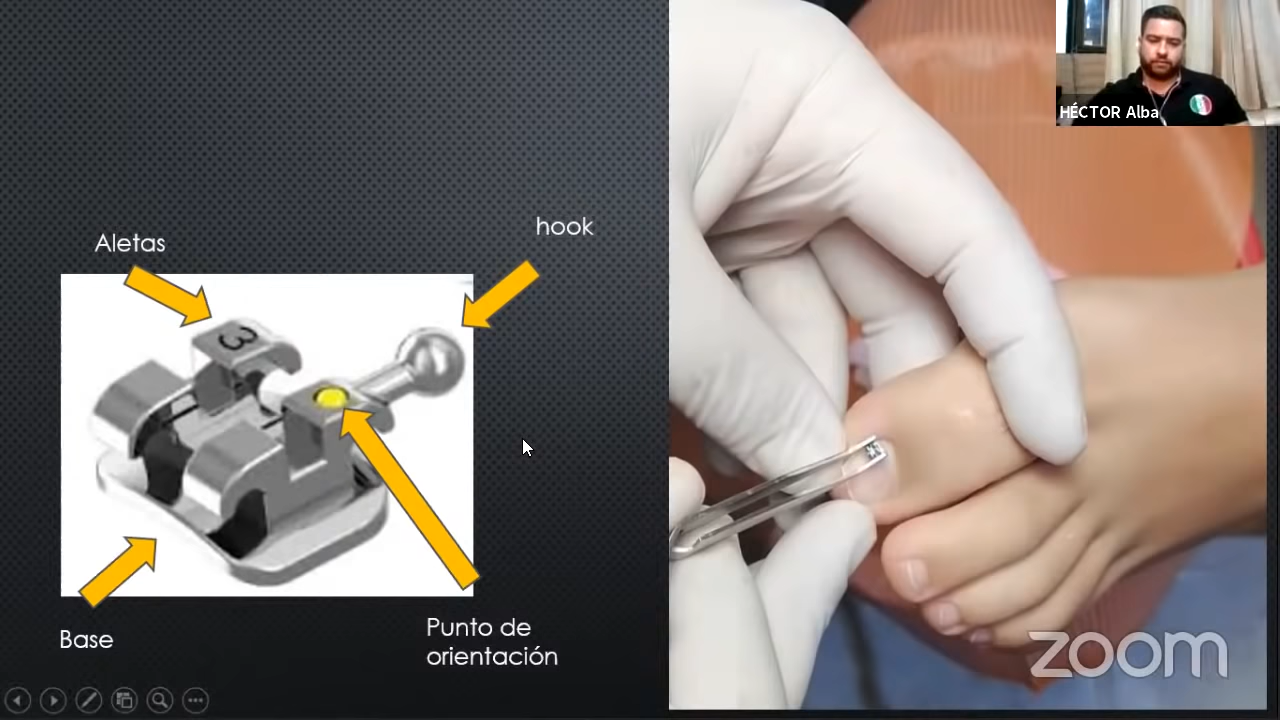 HÉCTOR Alba
hook
Aletas
3
Base
Punto de
orientación
zoom